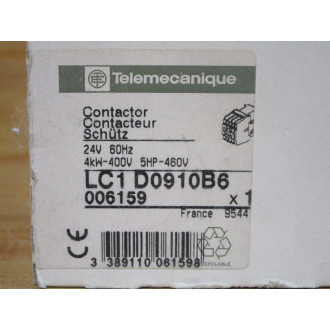 Telemecanique
Contactor
Contacteur
Schütz
24V 60Hz
4kW-400V 5HP-460V
LC1 D0910B6
006159 x 1
France 9544
CE
3 389110 061598